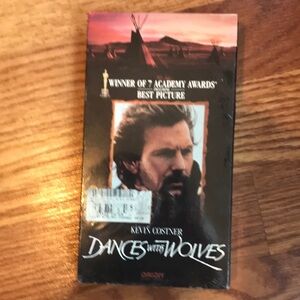 WINNER OF 7 ACADEMY AWARDS
BEST PICTURE
KEVIN COSTNER
DANCES WITH WOLVES